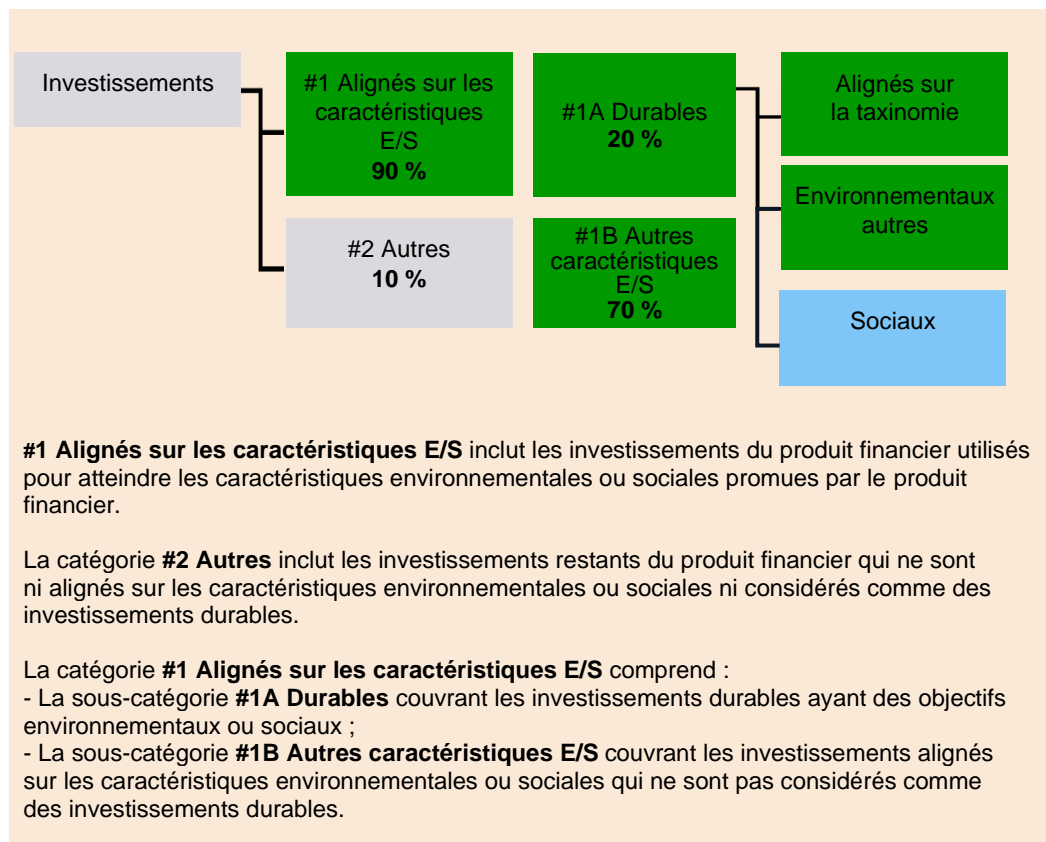 Investissements
#1 Alignés sur les
caractéristiques
E/S
90 %
#2 Autres
10 %
#1A Durables
20 %
#1B Autres
caractéristiques
E/S
70 %
Alignés sur
la taxinomie
Environnementaux
autres
Sociaux
#1 Alignés sur les caractéristiques E/S inclut les investissements du produit financier utilisés
pour atteindre les caractéristiques environnementales ou sociales promues par le produit
financier.
La catégorie #2 Autres inclut les investissements restants du produit financier qui ne sont
ni alignés sur les caractéristiques environnementales ou sociales ni considérés comme des
investissements durables.
La catégorie #1 Alignés sur les caractéristiques E/S comprend :
- La sous-catégorie #1A Durables couvrant les investissements durables ayant des objectifs
environnementaux ou sociaux ;
- La sous-catégorie #1B Autres caractéristiques E/S couvrant les investissements alignés
sur les caractéristiques environnementales ou sociales qui ne sont pas considérés comme
des investissements durables.